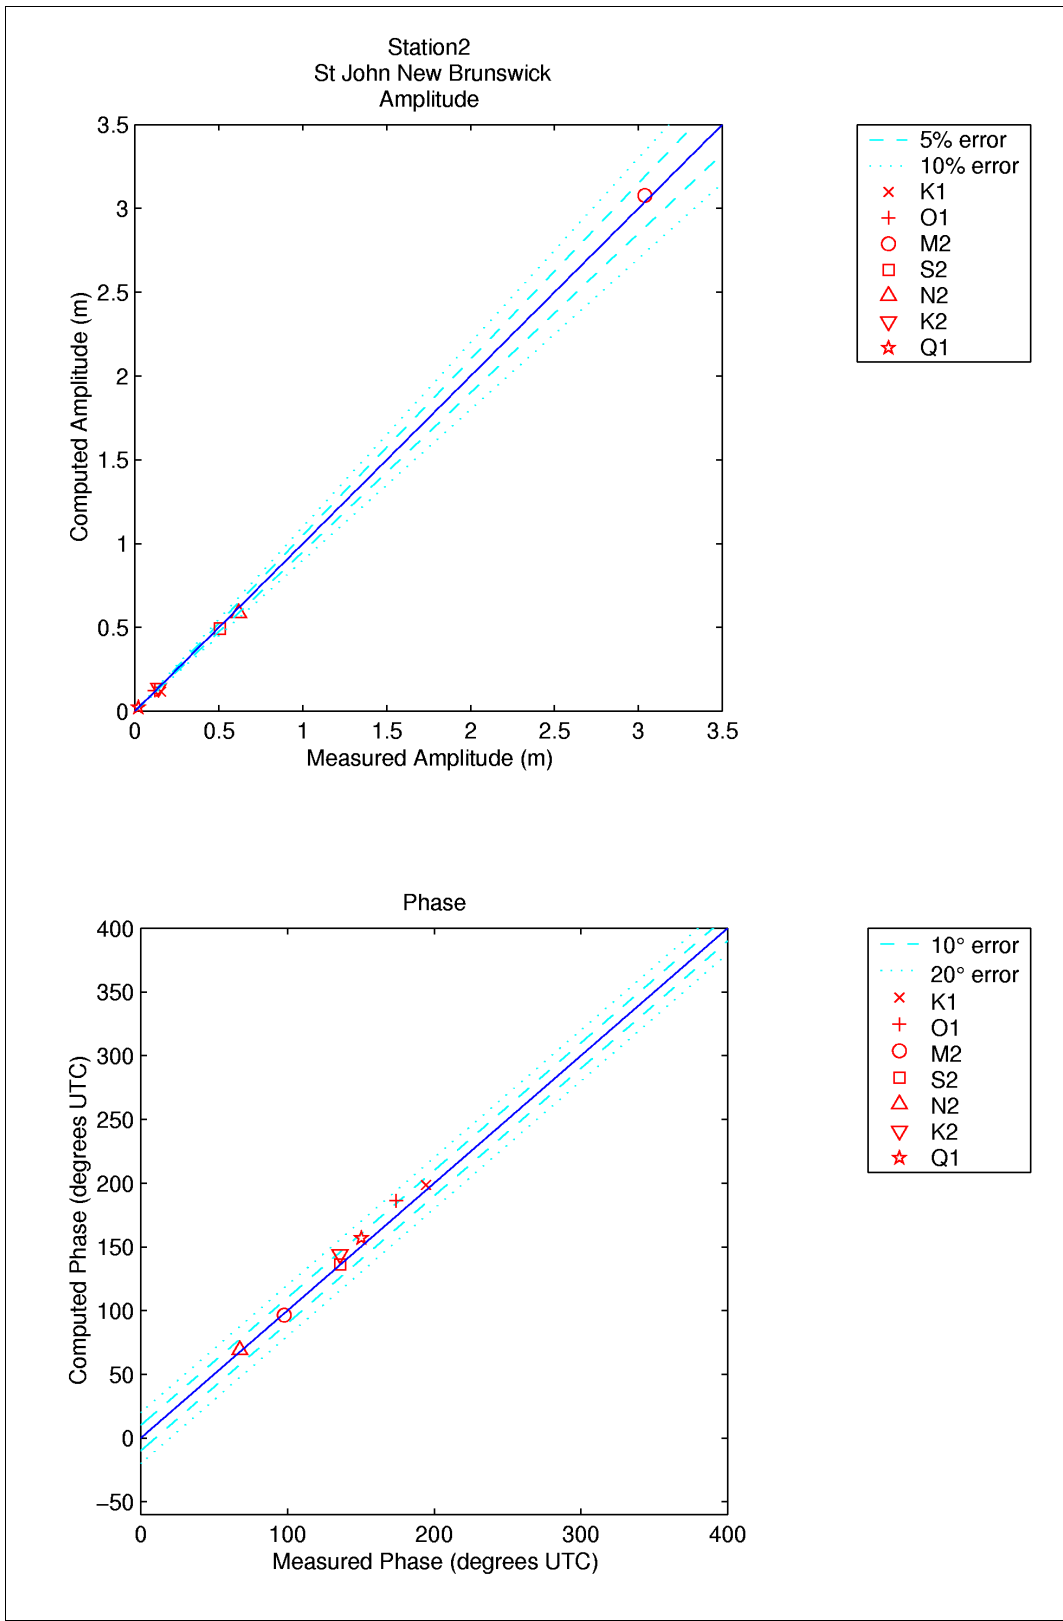 Station2
St John New Brunswick
Amplitude
3.5
3
2.5
2
1.5
1
0.5
0
Computed Amplitude (m)
0 0.5 1 1.5 2 2.5 3 3.5
Measured Amplitude (m)
5% error
10% error
K1
O1
M2
S2
N2
K2
Q1
Phase
400
350
300
250
200
150
100
50
0
−50
Computed Phase (degrees UTC)
0 100 200 300 400
Measured Phase (degrees UTC)
10° error
20° error
K1
O1
M2
S2
N2
K2
Q1